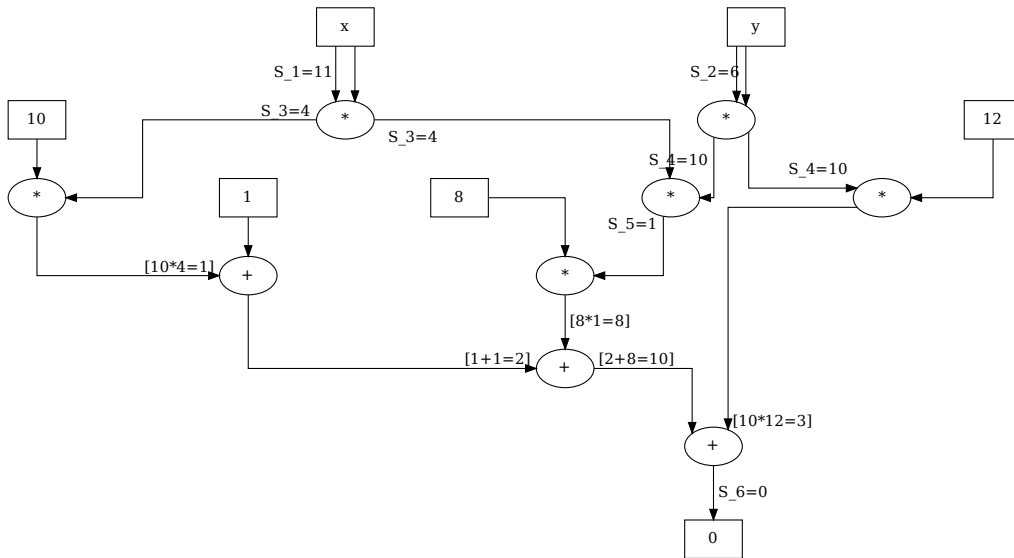 x
y
S_1=11
S_2=6
10
S_3=4
*
S_3=4
*
12
S_4=10
S_4=10
*
1
8
*
*
S_5=1
[10*4=1]
+
*
[8*1=8]
[1+1=2]
+
[2+8=10]
[10*12=3]
+
S_6=0
0